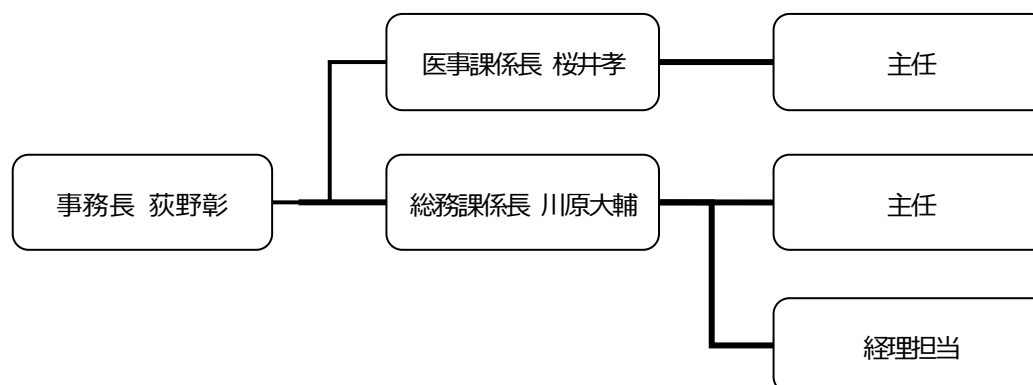 医事課係長 桜井孝
主任
事務長 荻野彰
総務課係長 川原大輔
主任
経理担当